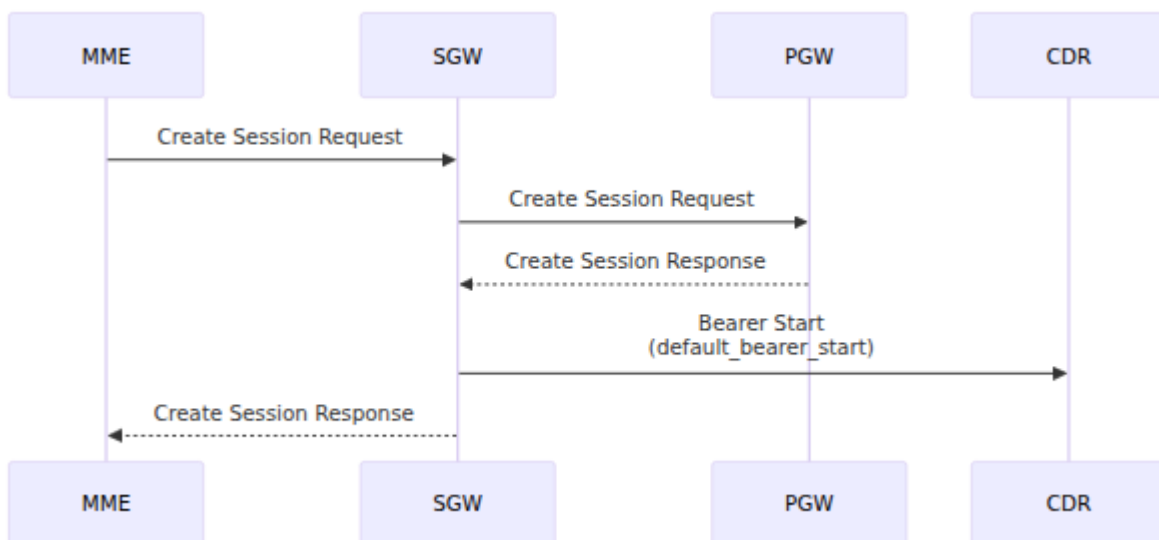 MME SGW PGW CDR
Create Session Request
Create Session Request
Create Session Response
Bearer Start
(default_bearer_start)
Create Session Response
MME SGW PGW CDR